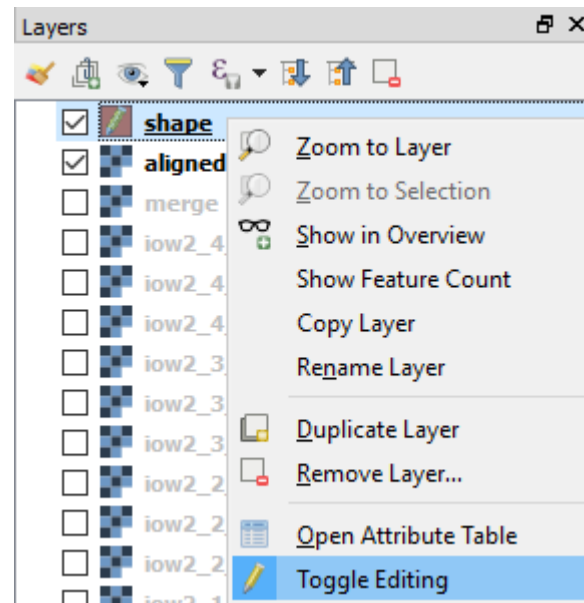 Layers
shape
aligned
merge
iow2_4
iow2_4
iow2_4
iow2_3
iow2_3
iow2_3
iow2_2
iow2_2
iow2_2
Zoom to Layer
Zoom to Selection
Show in Overview
Show Feature Count
Copy Layer
Rename Layer
Duplicate Layer
Remove Layer...
Open Attribute Table
Toggle Editing